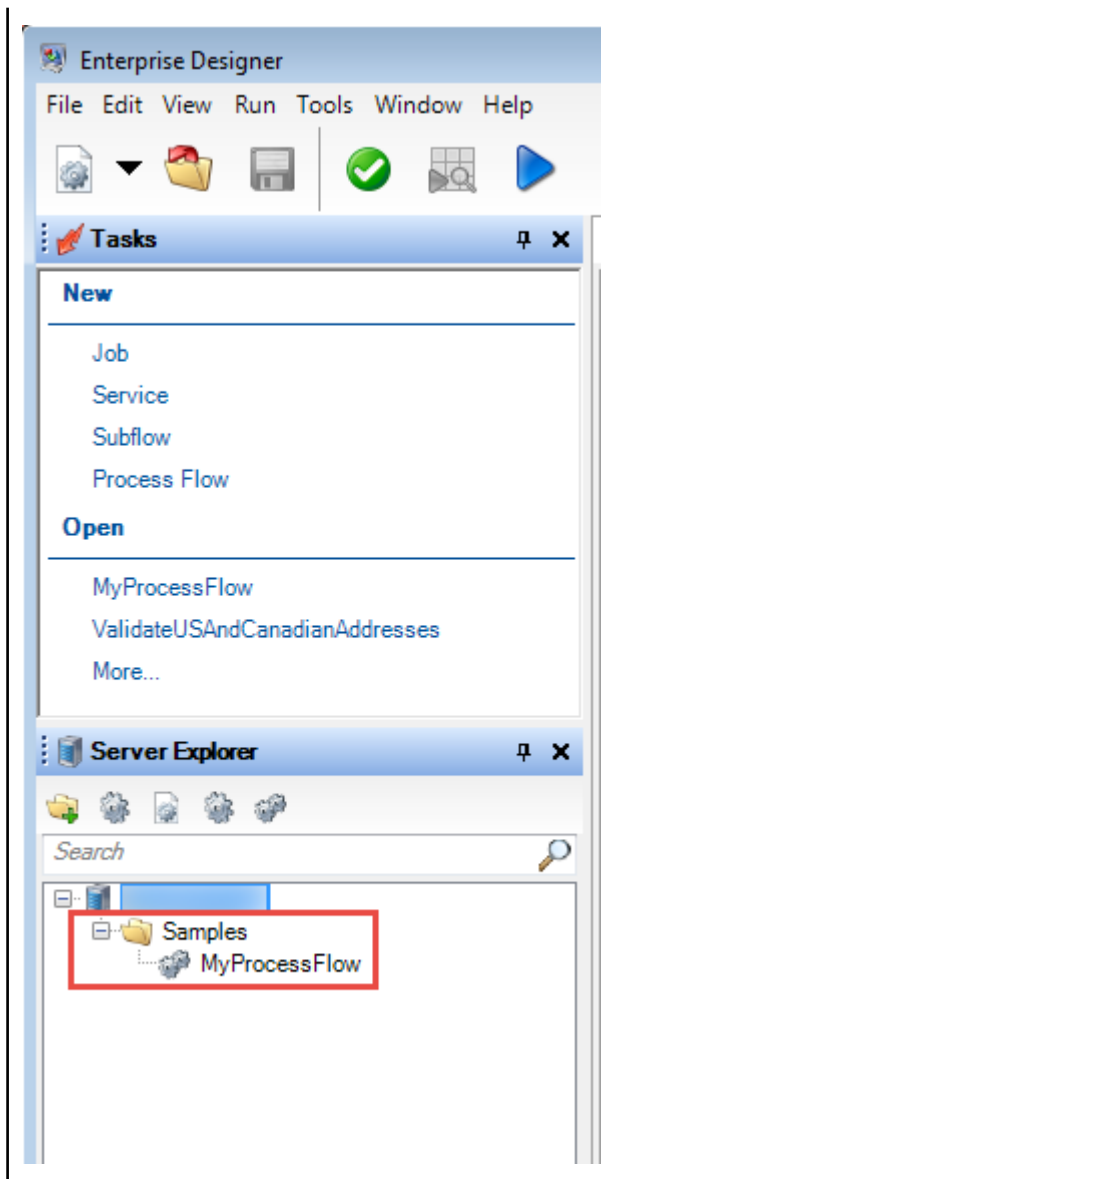 Enterprise Designer
File Edit View Run Tools Window Help
Tasks
New
Job
Service
Subflow
Process Flow
Open
MyProcessFlow
ValidateUSAndCanadianAddresses
More...
Server Explorer
Search
Samples
MyProcessFlow